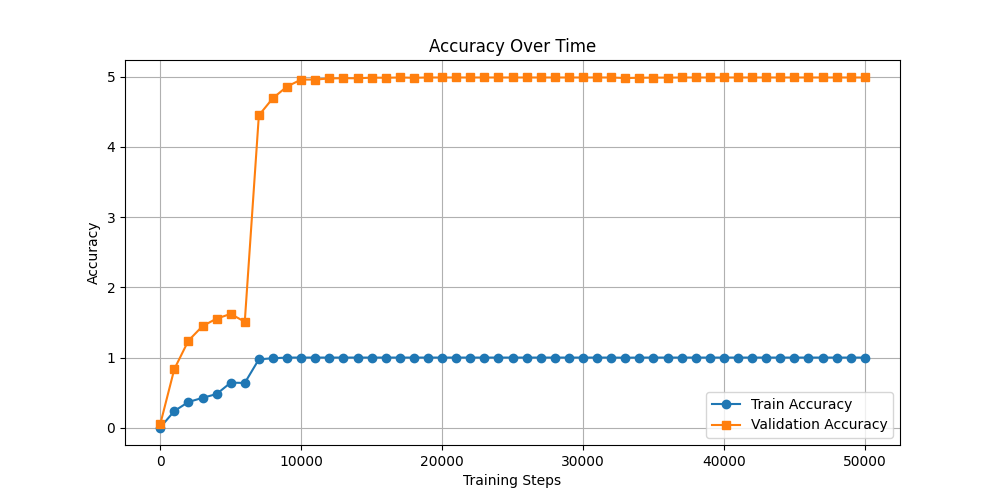 Accuracy Over Time
Accuracy
5
4
3
2
1
0
0 10000 20000 30000 40000 50000
Training Steps
Train Accuracy
Validation Accuracy